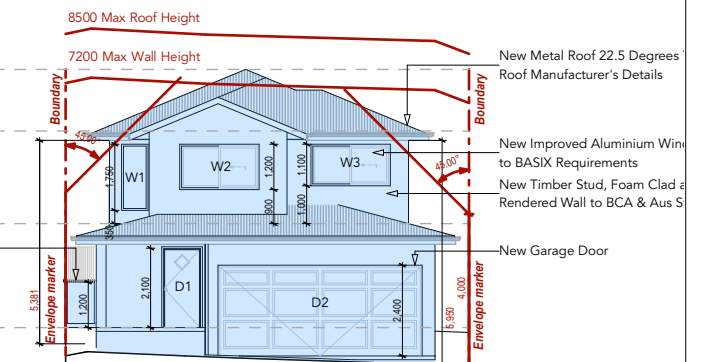 8500 Max Roof Height
7200 Max Wall Height
New Metal Roof 22.5 Degrees
Roof Manufacturer's Details
Boundary
Boundary
45.00°
45.00°
New Improved Aluminium
to BASIX Requirements
New Timber Stud, Foam Clad
Rendered Wall to BCA & Aus
W1
W2
W3
1,750
1,200
1,100
900
1,000
350
New Garage Door
Envelope marker
Envelope marker
5,381
1,200
2,100
D1
D2
2,400
5,950
4,000